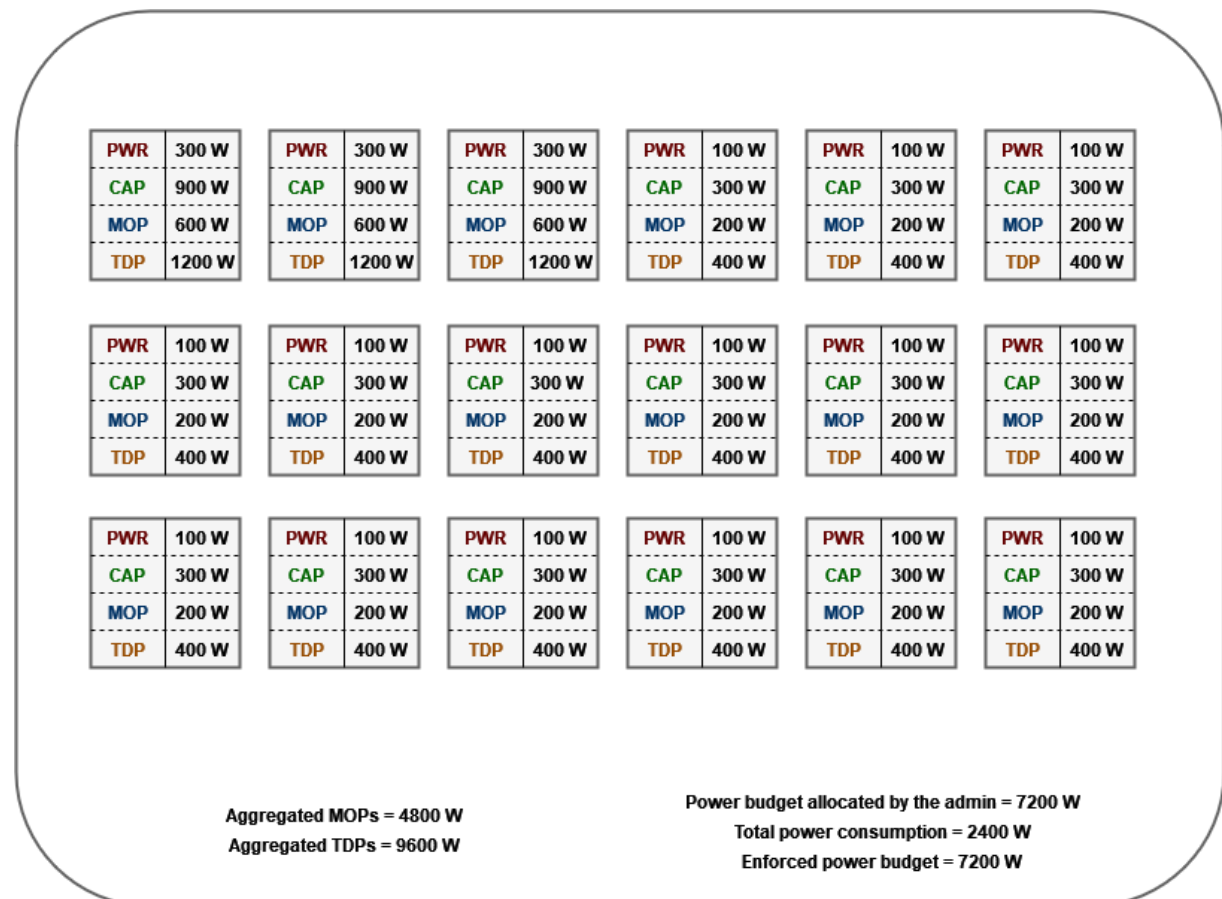 PWR 300 W PWR 300 W PWR 300 W PWR 100 W PWR 100 W PWR 100 W
CAP 900 W CAP 900 W CAP 900 W CAP 300 W CAP 300 W CAP 300 W
MOP 600 W MOP 600 W MOP 600 W MOP 200 W MOP 200 W MOP 200 W
TDP 1200 W TDP 1200 W TDP 1200 W TDP 400 W TDP 400 W TDP 400 W
PWR 100 W PWR 100 W PWR 100 W PWR 100 W PWR 100 W PWR 100 W
CAP 300 W CAP 300 W CAP 300 W CAP 300 W CAP 300 W CAP 300 W
MOP 200 W MOP 200 W MOP 200 W MOP 200 W MOP 200 W MOP 200 W
TDP 400 W TDP 400 W TDP 400 W TDP 400 W TDP 400 W TDP 400 W
PWR 100 W PWR 100 W PWR 100 W PWR 100 W PWR 100 W PWR 100 W
CAP 300 W CAP 300 W CAP 300 W CAP 300 W CAP 300 W CAP 300 W
MOP 200 W MOP 200 W MOP 200 W MOP 200 W MOP 200 W MOP 200 W
TDP 400 W TDP 400 W TDP 400 W TDP 400 W TDP 400 W TDP 400 W
Aggregated MOPs = 4800 W
Aggregated TDPs = 9600 W
Power budget allocated by the admin = 7200 W
Total power consumption = 2400 W
Enforced power budget = 7200 W